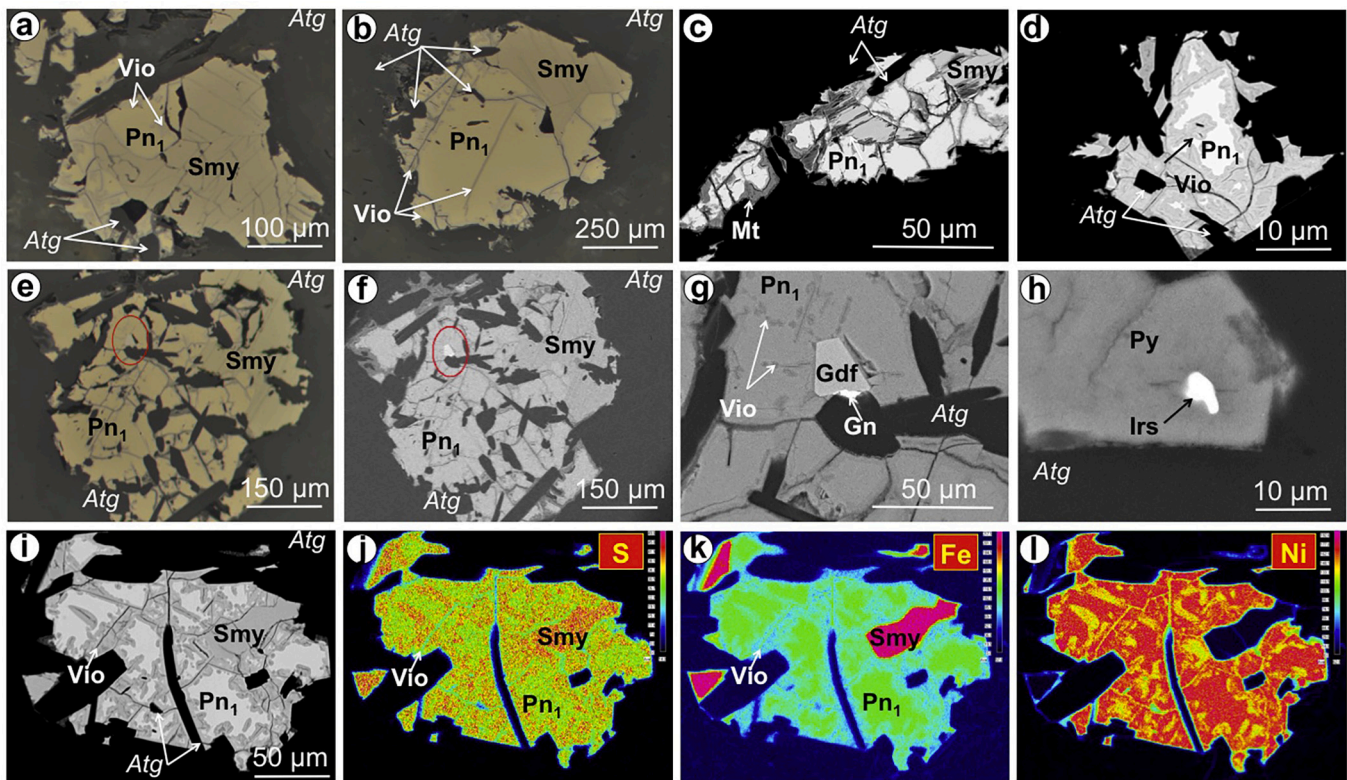 a
Vio
Pn₁
Smy
Atg
Atg
100 µm
b
Atg
Atg
Smy
Pn₁
Vio
250 µm
c
Atg
Smy
Pn₁
Mt
50 µm
d
Pn₁
Vio
Atg
10 µm
e
Smy
Pn₁
Atg
150 µm
f
Atg
Smy
Pn₁
Atg
150 µm
g
Pn₁
Gdf
Vio
Gn
Atg
50 µm
h
Py
Irs
Atg
10 µm
i
Atg
Smy
Vio
Pn₁
Atg
50 µm
j
S
Smy
Vio
Pn₁
k
Fe
Smy
Vio
Pn₁
l
Ni